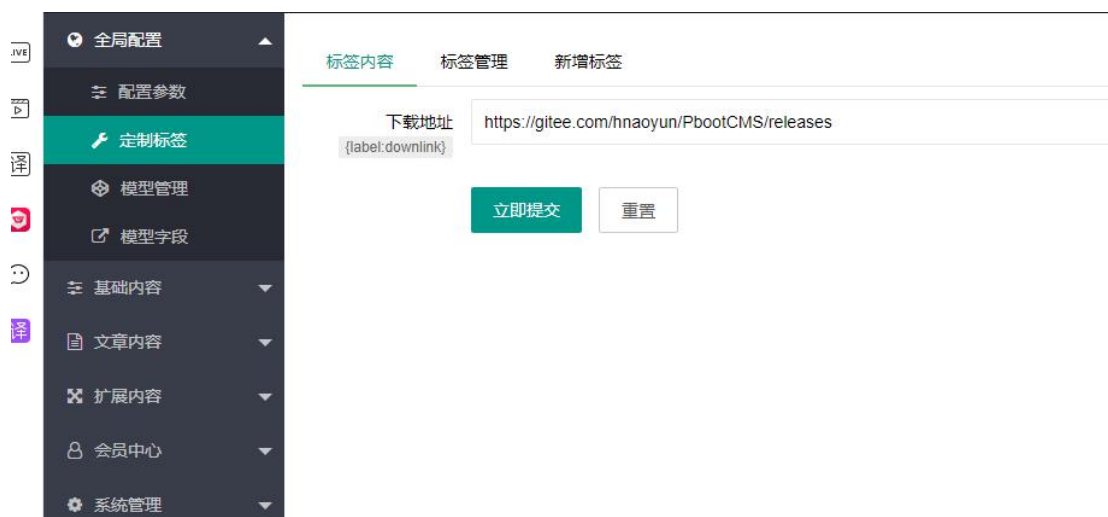 全局配置
配置参数
定制标签
模型管理
模型字段
基础内容
文章内容
扩展内容
会员中心
系统管理
标签内容 标签管理 新增标签
下载地址 https://gitee.com/hnaoyun/PbootCMS/releases
{label:downlink}
立即提交 重置
译
译